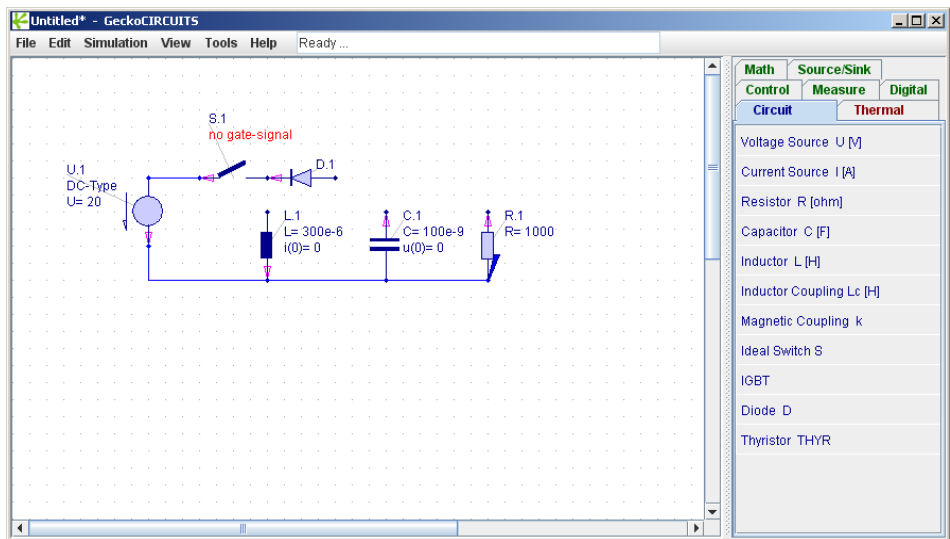 Untitled* - GeckoCIRCUITS
File Edit Simulation View Tools Help Ready ...
Math Source/Sink
Control Measure Digital
Circuit Thermal
S.1
no gate-signal
D.1
U.1
DC-Type
U= 20
L.1
L= 300e-6
i(0)= 0
C.1
C= 100e-9
u(0)= 0
R.1
R= 1000
Voltage Source U [V]
Current Source I [A]
Resistor R [ohm]
Capacitor C [F]
Inductor L [H]
Inductor Coupling Lc [H]
Magnetic Coupling k
Ideal Switch S
IGBT
Diode D
Thyristor THYR